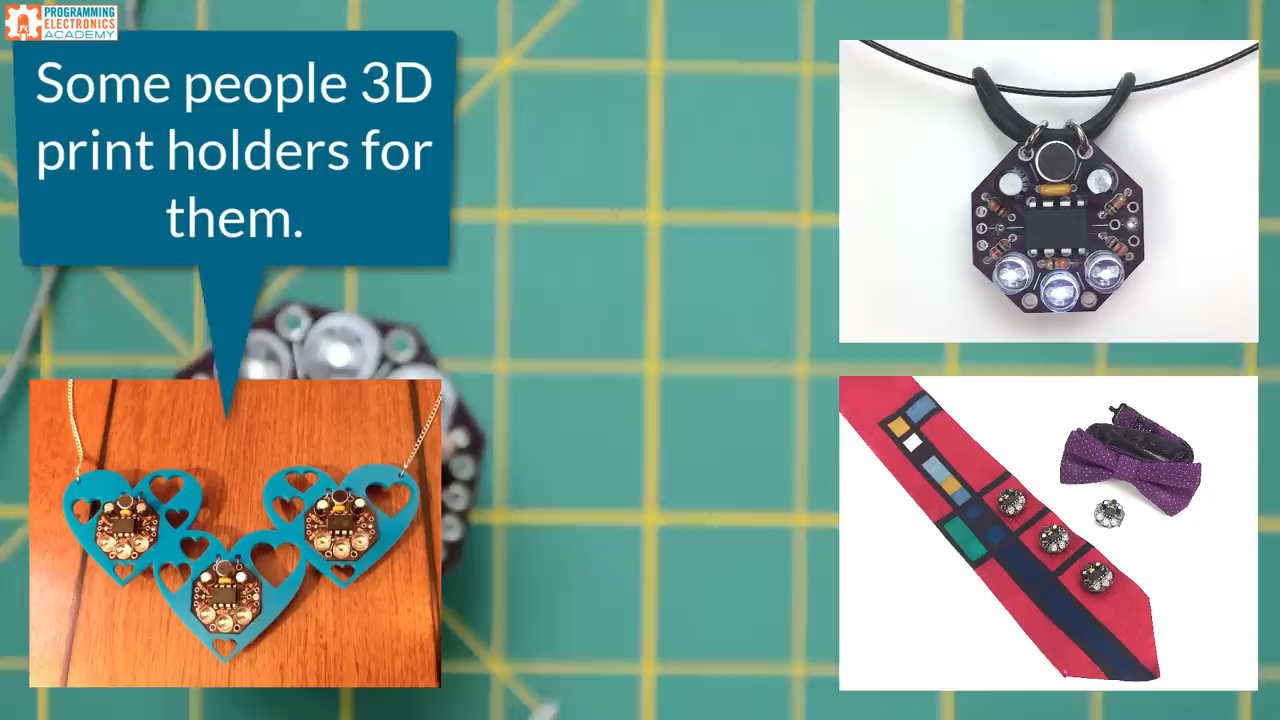 PROGRAMMING
ELECTRONICS
ACADEMY
Some people 3D
print holders for
them.